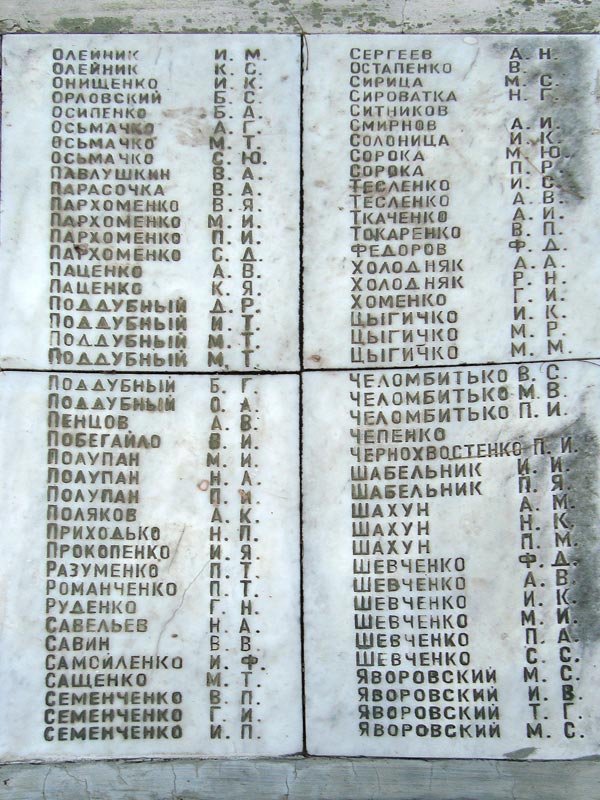 ОЛЕЙНИК И. М.
ОЛЕЙНИК К. С.
ОНИЩЕНКО И. К.
ОРЛОВСКИЙ Б. С.
ОСИПЕНКО Б. А.
ОСЬМАЧКО А. Г.
ОСЬМАЧКО М. Т.
ОСЬМАЧКО С. Ю.
ПАВЛУШКИН В. А.
ПАРАСОЧКА В. А.
ПАРХОМЕНКО В. Я.
ПАРХОМЕНКО М. И.
ПАРХОМЕНКО П. И.
ПАРХОМЕНКО С. Д.
ПАЦЕНКО А. В.
ПАЦЕНКО К. Я.
ПОДДУБНЫЙ Д. Р.
ПОДДУБНЫЙ И. Т.
ПОДДУБНЫЙ М. Т.
ПОДДУБНЫЙ М. Т.
ПОДДУБНЫЙ Б. Г.
ПОДДУБНЫЙ О. А.
ПЕНЦОВ А. В.
ПОБЕГАЙЛО В. И.
ПОЛУПАН М. И.
ПОЛУПАН Н. Л.
ПОЛУПАН П. И.
ПОЛЯКОВ А. К.
ПРИХОДЬКО Н. П.
ПРОКОПЕНКО И. Я.
РАЗУМЕНКО П. Т.
РОМАНЧЕНКО П. Т.
РУДЕНКО Г. Н.
САВЕЛЬЕВ Н. А.
САВИН В. В.
САМОЙЛЕНКО И. Ф.
САЩЕНКО М. Т.
СЕМЕНЧЕНКО В. П.
СЕМЕНЧЕНКО Г. И.
СЕМЕНЧЕНКО И. П.
СЕРГЕЕВ Д. Н.
ОСТАПЕНКО В.
СИРИЦА М. С.
СИРОВАТКА Н. Г.
СИТНИКОВ
СМИРНОВ А. И.
СОЛОНИЦА И. К.
СОРОКА М. Ю.
СОРОКА П. Р.
ТЕСЛЕНКО И. С.
ТЕСЛЕНКО А. В.
ТКАЧЕНКО А. И.
ТОКАРЕНКО В. П.
ФЕДОРОВ Ф. Д.
ХОЛОДНЯК А. А.
ХОЛОДНЯК Р. Н.
ХОМЕНКО Г. И.
ЦЫГИЧКО И. К.
ЦЫГИЧКО М. Р.
ЦЫГИЧКО М. М.
ЧЕЛОМБИТЬКО В. С.
ЧЕЛОМБИТЬКО М. В.
ЧЕЛОМБИТЬКО П. И.
ЧЕПЕНКО
ЧЕРНОХВОСТЕНКО П. И.
ШАБЕЛЬНИК И. И.
ШАБЕЛЬНИК П. Я.
ШАХУН А. М.
ШАХУН Н. К.
ШАХУН П. М.
ШЕВЧЕНКО Ф. Д.
ШЕВЧЕНКО А. В.
ШЕВЧЕНКО И. К.
ШЕВЧЕНКО М. И.
ШЕВЧЕНКО П. А.
ШЕВЧЕНКО С. С.
ЯВОРОВСКИЙ М. С.
ЯВОРОВСКИЙ И. В.
ЯВОРОВСКИЙ Т. Г.
ЯВОРОВСКИЙ М. С.